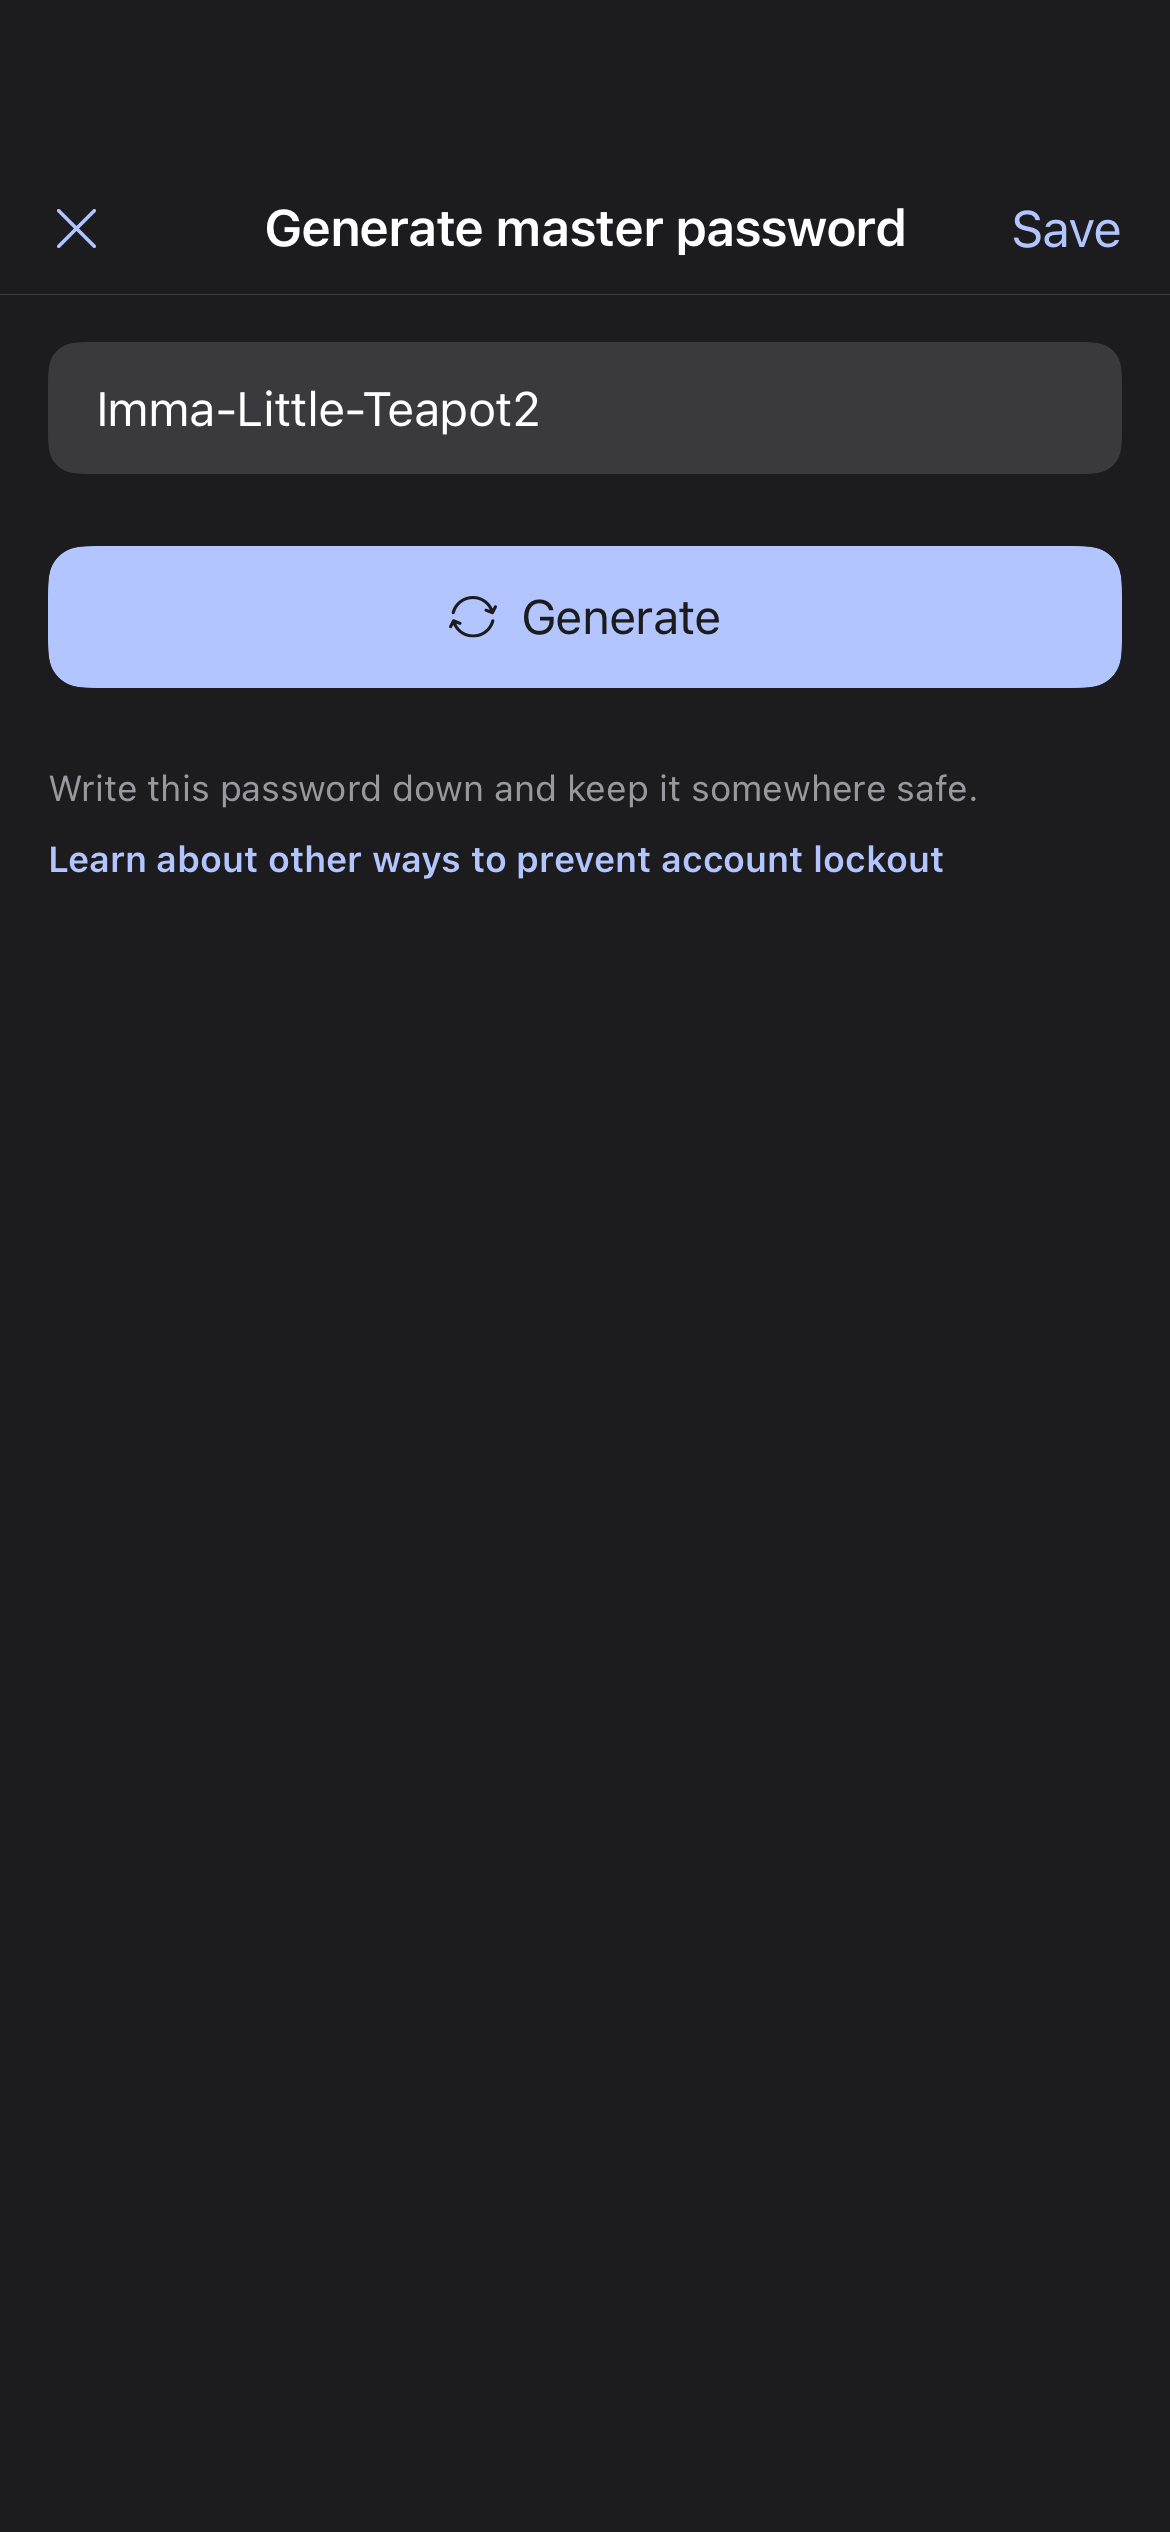 Generate master password
Save
Imma-Little-Teapot2
Generate
Write this password down and keep it somewhere safe.
Learn about other ways to prevent account lockout